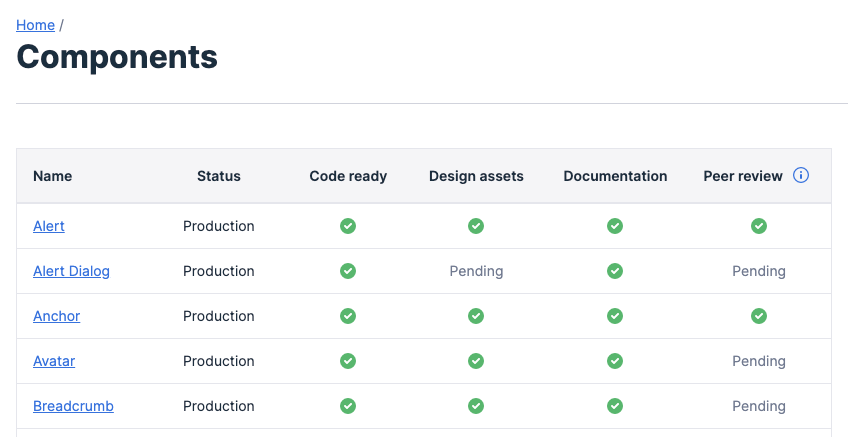 Home /
Components
Name Status Code ready Design assets Documentation Peer review
Alert Production
Alert Dialog Production Pending Pending
Anchor Production
Avatar Production Pending
Breadcrumb Production Pending